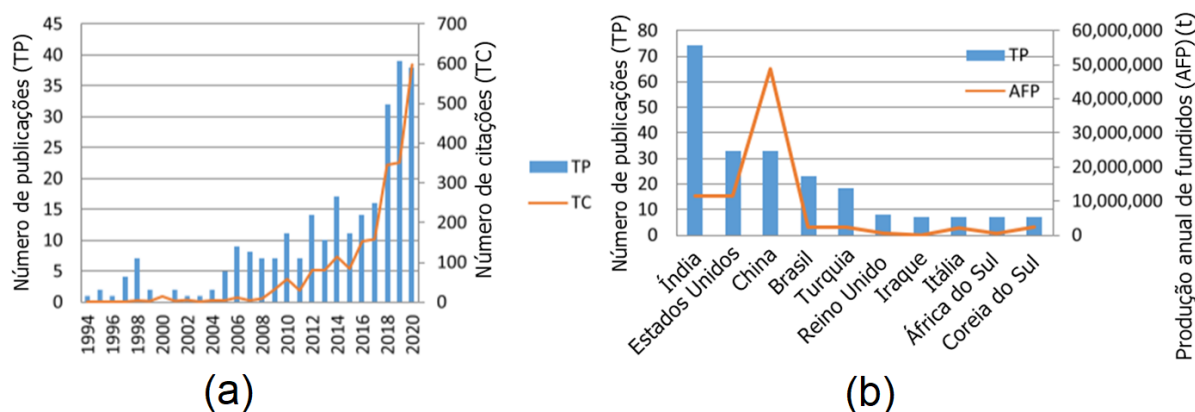 Número de publicações (TP)
45
40
35
30
25
20
15
10
5
0
700
600
500
400
300
200
100
0
Número de citações (TC)
1994
1996
1998
2000
2002
2004
2006
2008
2010
2012
2014
2016
2018
2020
TP
TC
(a)
Número de publicações (TP)
80
70
60
50
40
30
20
10
0
TP
AFP
60,000,000
50,000,000
40,000,000
30,000,000
20,000,000
10,000,000
0
Produção anual de fundidos (AFP) (t)
Índia
Estados Unidos
China
Brasil
Turquia
Reino Unido
Iraque
Itália
África do Sul
Coreia do Sul
(b)